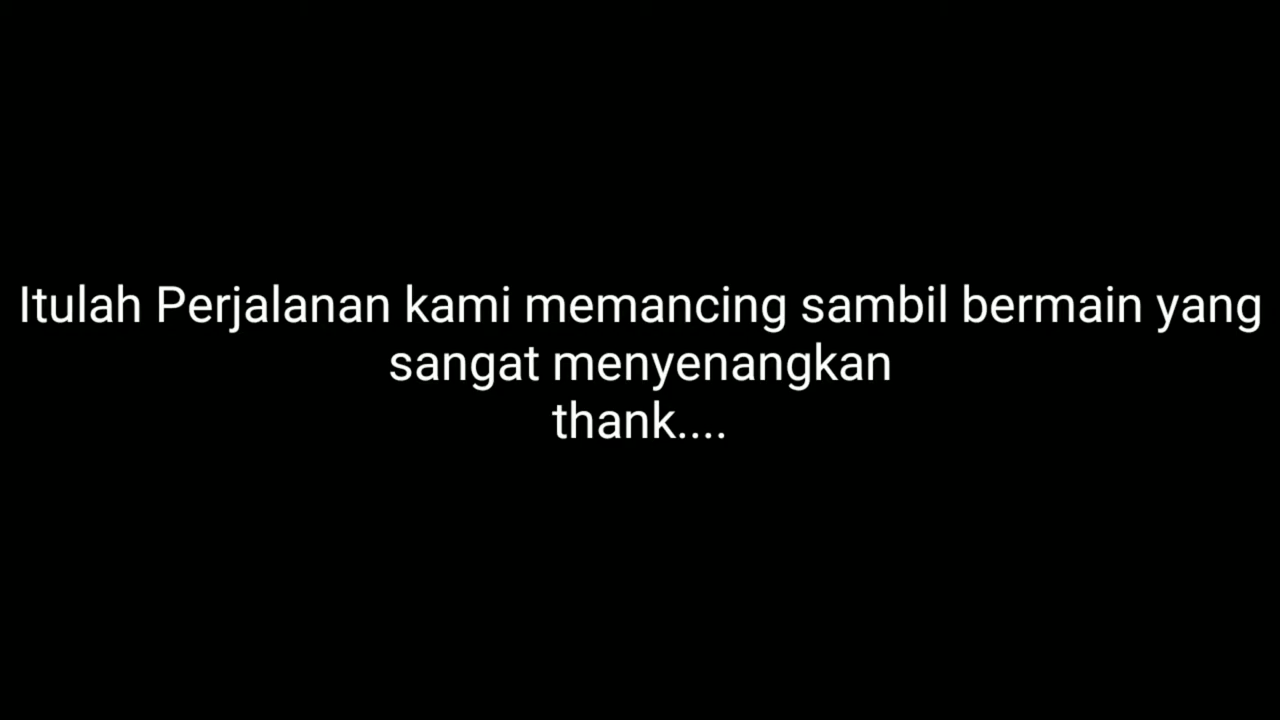 Itulah Perjalanan kami memancing sambil bermain yang
sangat menyenangkan
thank....